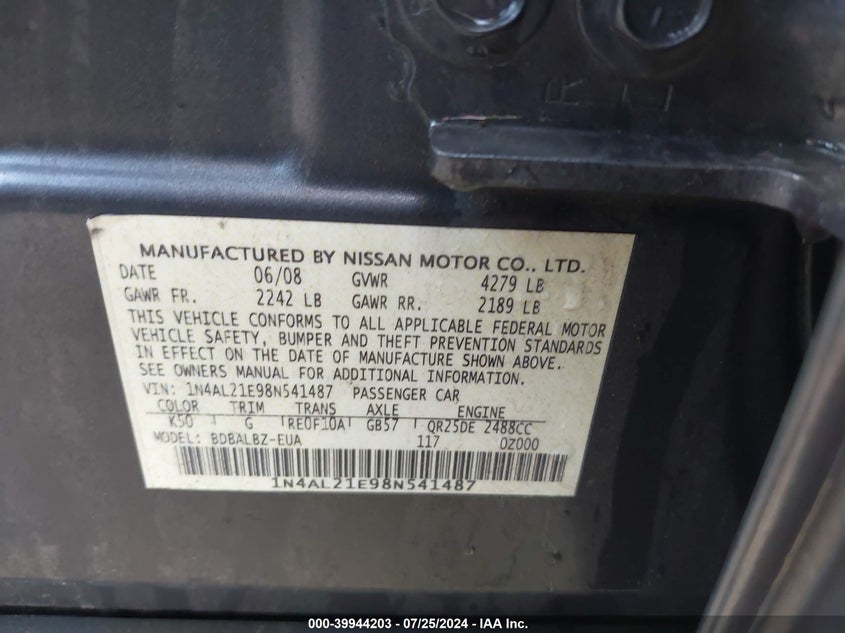 MANUFACTURED BY NISSAN MOTOR CO., LTD.
DATE 06/08 GVWR 4279 LB
GAWR FR. 2242 LB GAWR RR. 2189 LB
THIS VEHICLE CONFORMS TO ALL APPLICABLE FEDERAL MOTOR
VEHICLE SAFETY, BUMPER AND THEFT PREVENTION STANDARDS
IN EFFECT ON THE DATE OF MANUFACTURE SHOWN ABOVE.
SEE OWNERS MANUAL FOR ADDITIONAL INFORMATION.
VIN: 1N4AL21E98N541487 PASSENGER CAR
COLOR TRIM TRANS AXLE ENGINE
K50 G RE0F10A GB57 QR25DE 2488CC
MODEL: BDBALBZ-EUA 117 0Z000
1N4AL21E98N541487
000-39944203 - 07/25/2024 - IAA Inc.